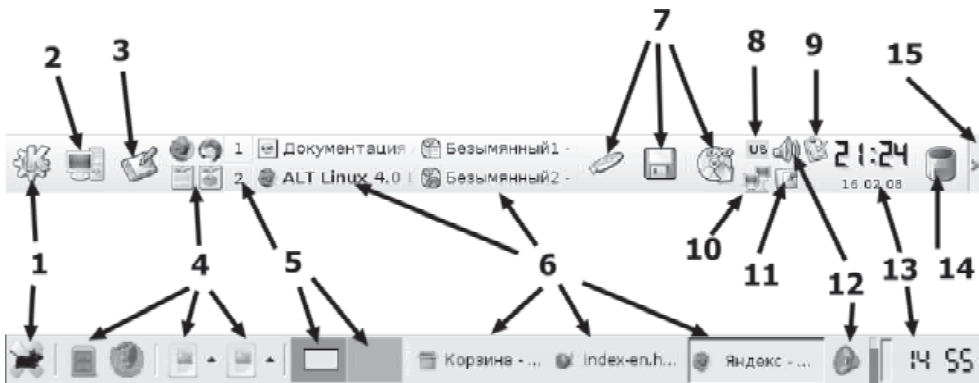 7
2
3
8
9
15
1
Документация
Безымянный1 -
US
21:24
2
ALT Linux 4.0
Безымянный2 -
16.02.08
1
4
5
6
10
11
12
13
14
Корзина - ...
index-en.h...
Яндекс - ...
14 55